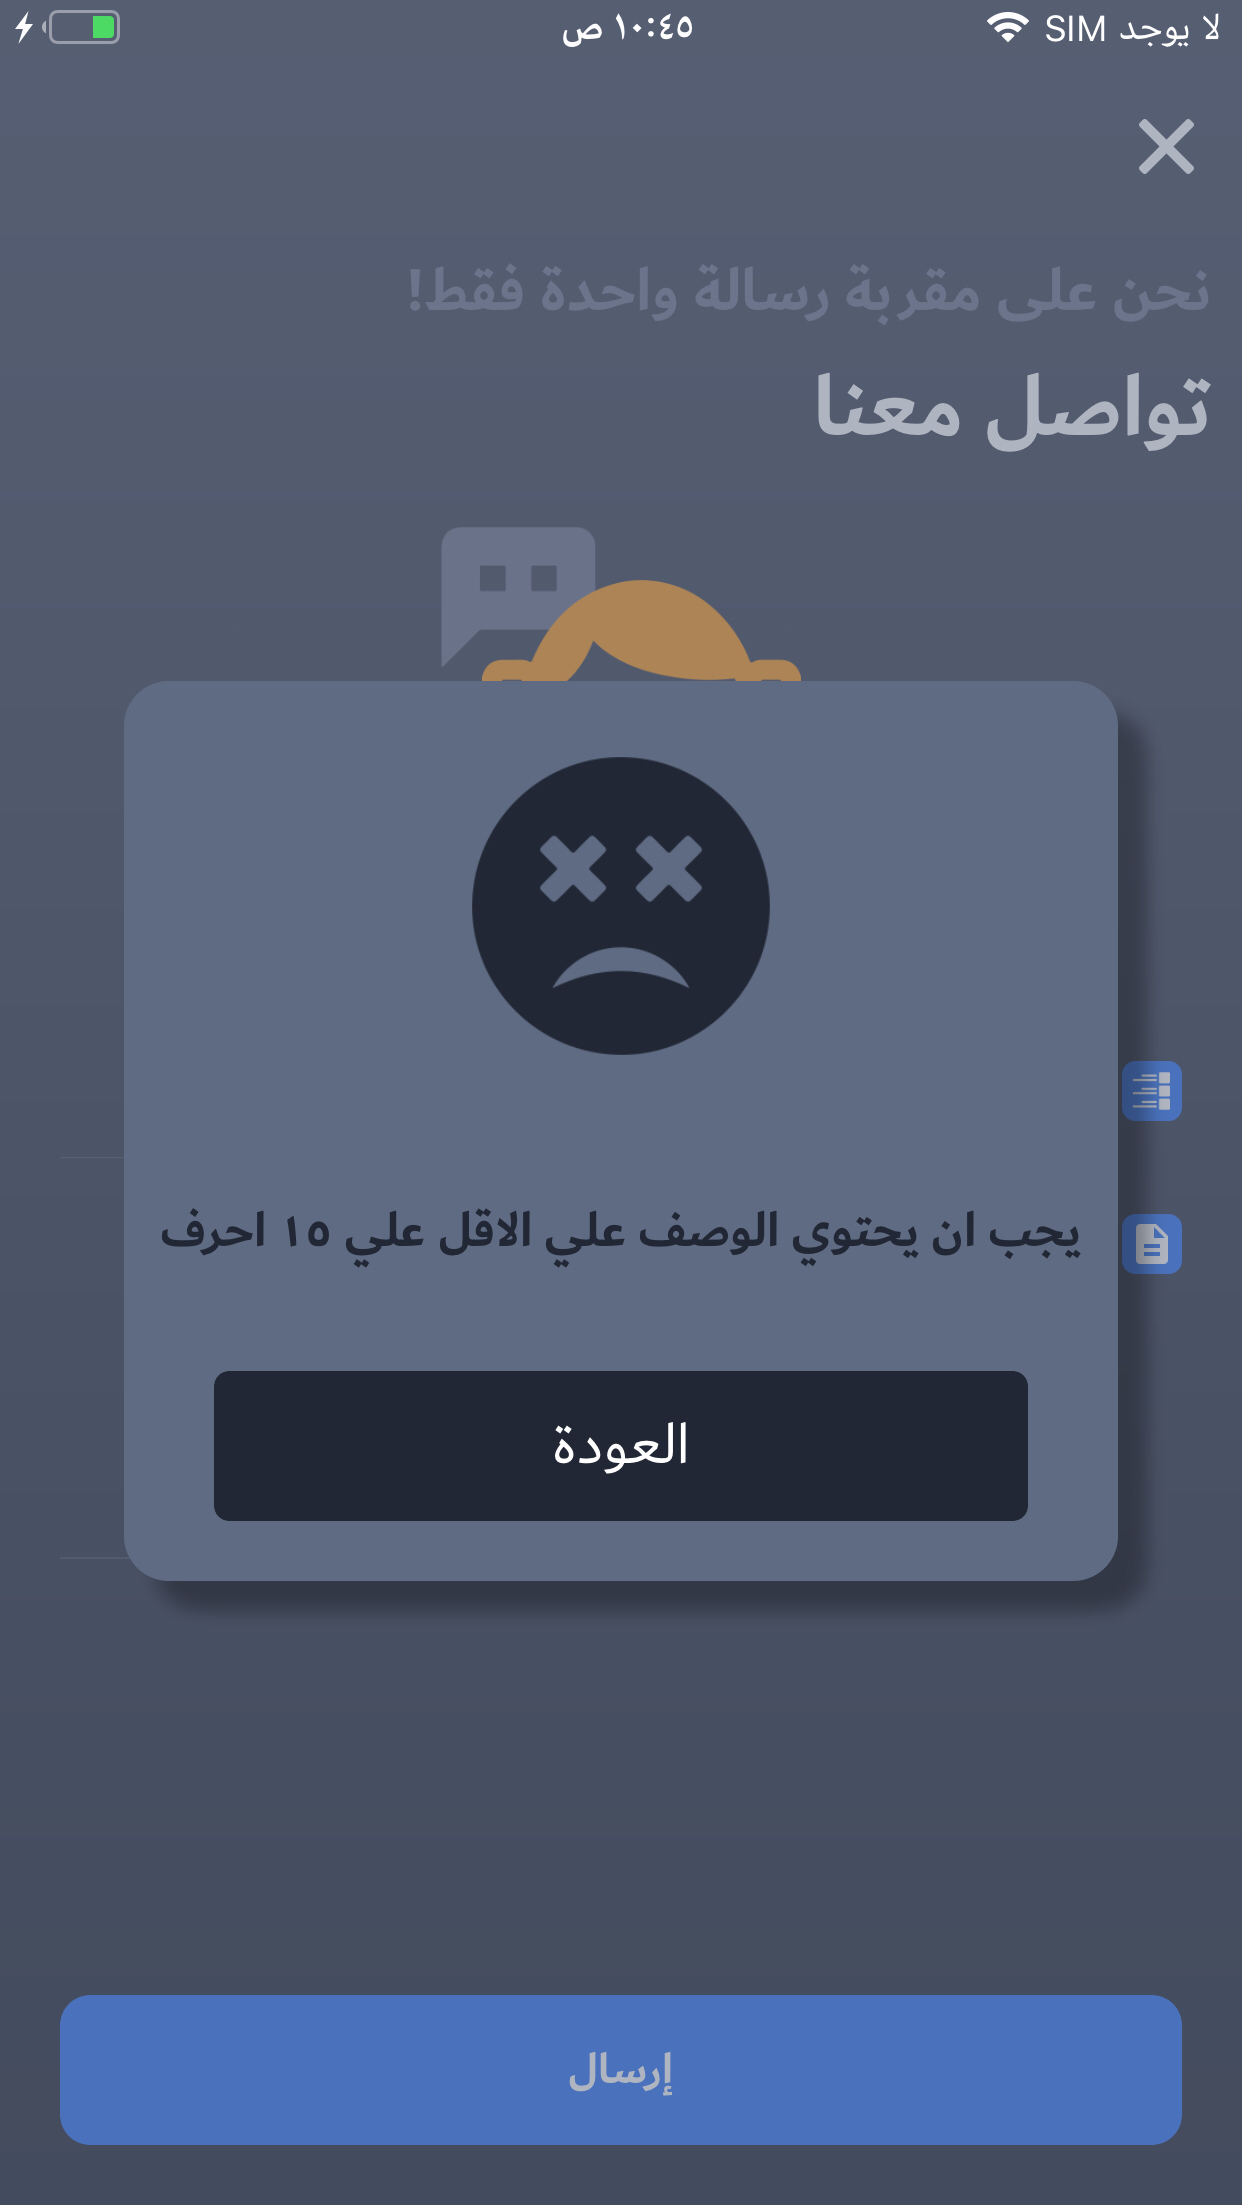 لا يوجد SIM
١٠:٤٥ ص
نحن على مقربة رسالة واحدة فقط!
تواصل معنا
يجب ان يحتوي الوصف علي الاقل علي ١٥ احرف
العودة
إرسال